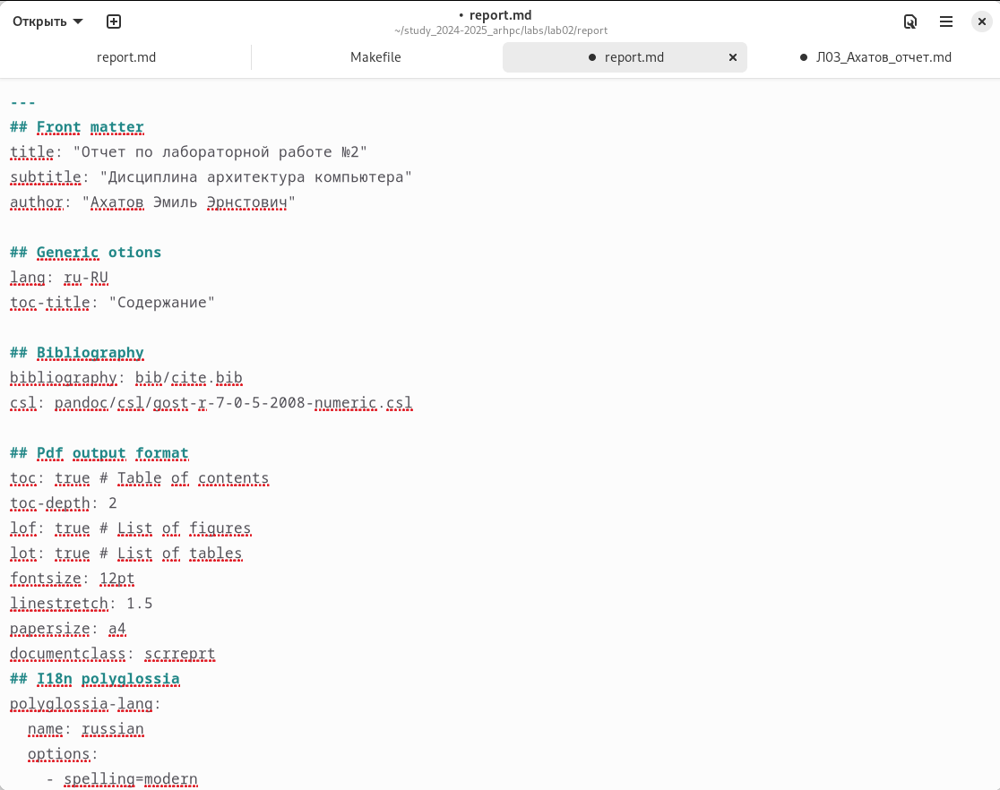 Открыть
• report.md
~/study_2024-2025_arhpc/labs/lab02/report
report.md
Makefile
● report.md
● Л03_Ахатов_отчет.md
---
## Front matter
title: "Отчет по лабораторной работе №2"
subtitle: "Дисциплина архитектура компьютера"
author: "Ахатов Эмиль Эрнстович"
## Generic otions
lang: ru-RU
toc-title: "Содержание"
## Bibliography
bibliography: bib/cite.bib
csl: pandoc/csl/gost-r-7-0-5-2008-numeric.csl
## Pdf output format
toc: true # Table of contents
toc-depth: 2
lof: true # List of figures
lot: true # List of tables
fontsize: 12pt
linestretch: 1.5
papersize: a4
documentclass: scrreprt
## I18n polyglossia
polyglossia-lang:
  name: russian
  options:
    - spelling=modern